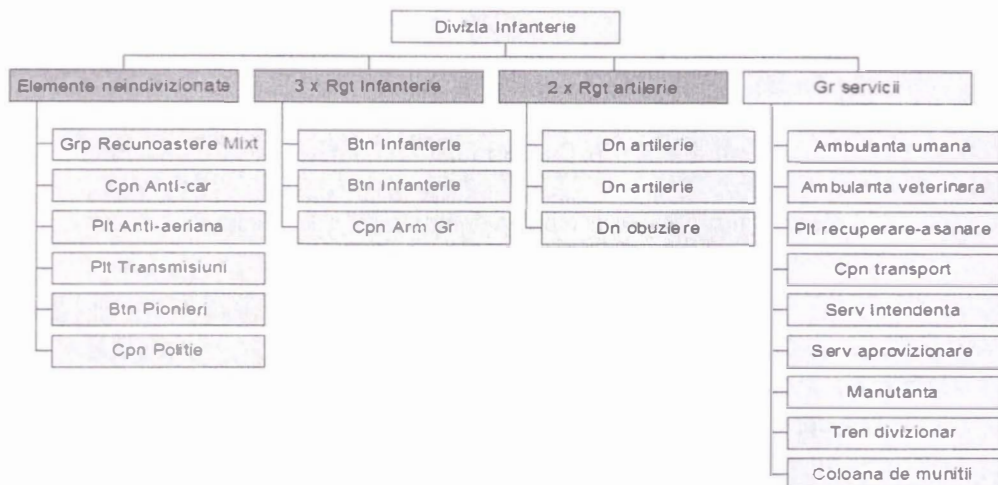 Divizia Infanterie
Elemente neindivizionate
Grp Recunoastere Mixt
Cpn Anti-car
Plt Anti-aeriana
Plt Transmisiuni
Btn Pionieri
Cpn Politie
3 x Rgt Infanterie
Btn Infanterie
Btn Infanterie
Cpn Arm Gr
2 x Rgt artilerie
Dn artilerie
Dn artilerie
Dn obuziere
Gr servicii
Ambulanta umana
Ambulanta veterinara
Plt recuperare-asanare
Cpn transport
Serv Intendenta
Serv aprovizionare
Manutanta
Tren divizionar
Coloana de munitii